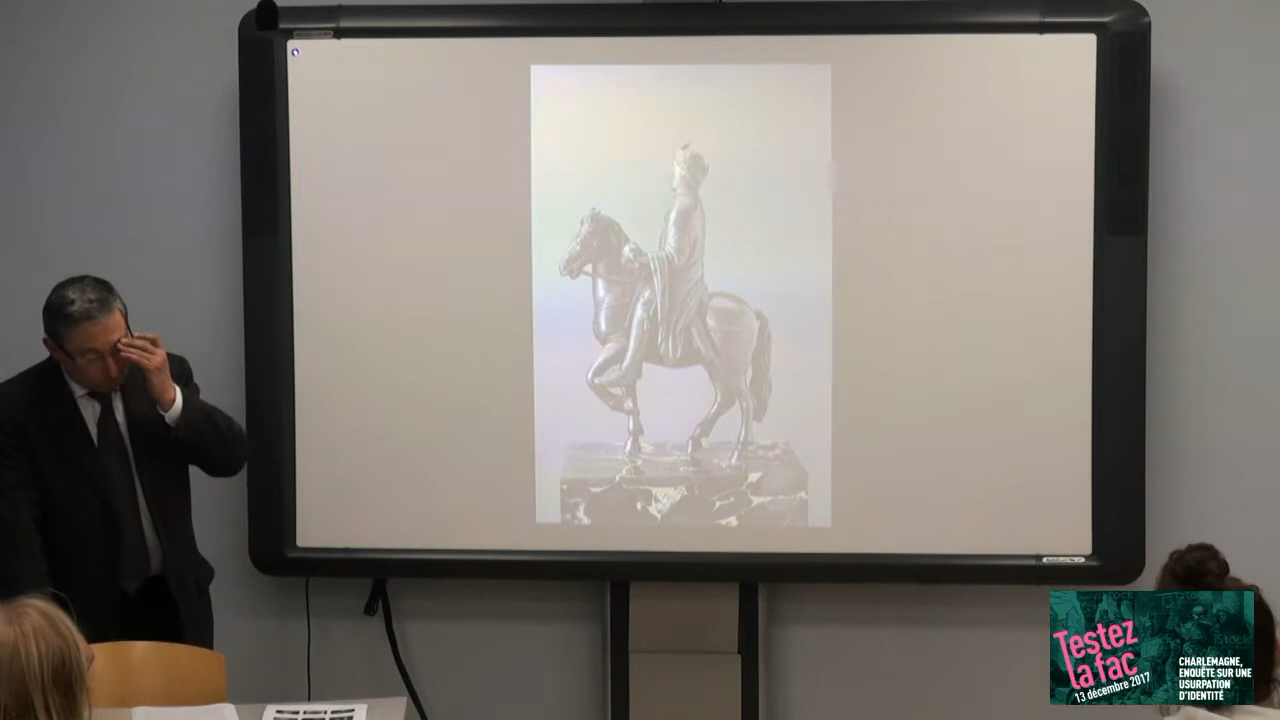 Testez
la fac
13 décembre 2017
CHARLEMAGNE,
ENQUÊTE SUR UNE
USURPATION
D'IDENTITÉ